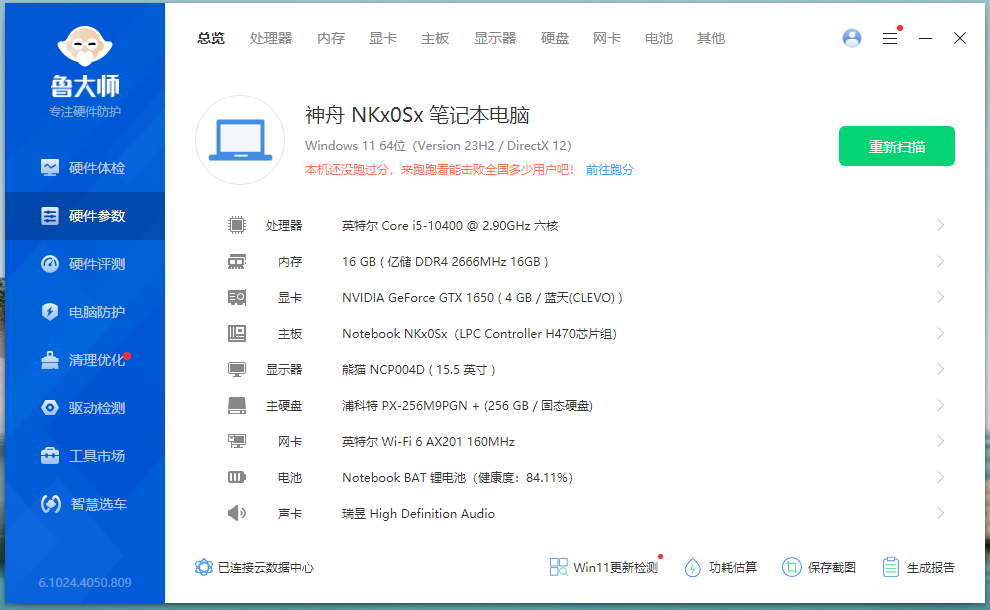 鲁大师
专注硬件防护
硬件体检
硬件参数
硬件评测
电脑防护
清理优化
驱动检测
工具市场
智慧选车
6.1024.4050.809
总览 处理器 内存 显卡 主板 显示器 硬盘 网卡 电池 其他
神舟 NKx0Sx 笔记本电脑
Windows 11 64位（Version 23H2 / DirectX 12）
本机还没跑过分，来跑跑看能击败全国多少用户吧！ 前往跑分
重新扫描
处理器 英特尔 Core i5-10400 @ 2.90GHz 六核
内存 16 GB ( 亿储 DDR4 2666MHz 16GB )
显卡 NVIDIA GeForce GTX 1650 ( 4 GB / 蓝天(CLEVO) )
主板 Notebook NKx0Sx（LPC Controller H470芯片组）
显示器 熊猫 NCP004D ( 15.5 英寸 )
主硬盘 浦科特 PX-256M9PGN + (256 GB / 固态硬盘)
网卡 英特尔 Wi-Fi 6 AX201 160MHz
电池 Notebook BAT 锂电池（健康度：84.11%）
声卡 瑞昱 High Definition Audio
已连接云数据中心 Win11更新检测 功耗估算 保存截图 生成报告